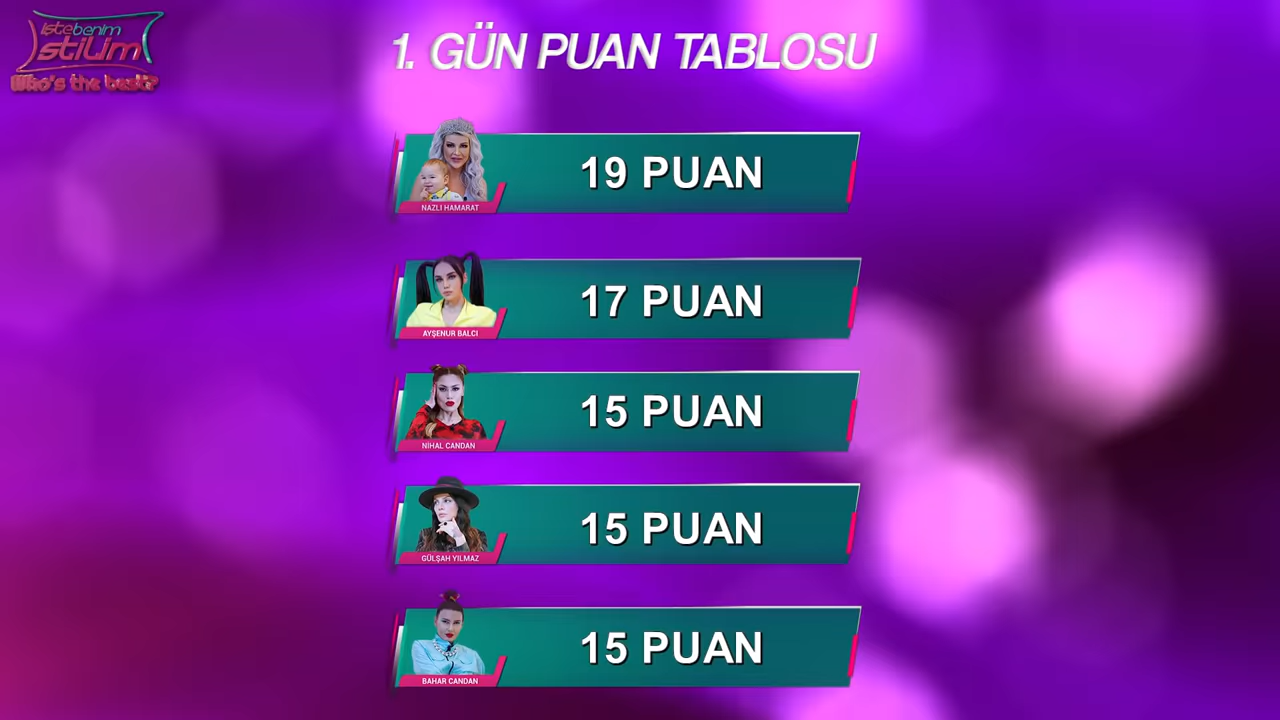 işte benim
stilim
Who's the best?
1. GÜN PUAN TABLOSU
19 PUAN
NAZLI HAMARAT
17 PUAN
AYŞENUR BALCI
15 PUAN
NİHAL CANDAN
15 PUAN
GÜLŞAH YILMAZ
15 PUAN
BAHAR CANDAN